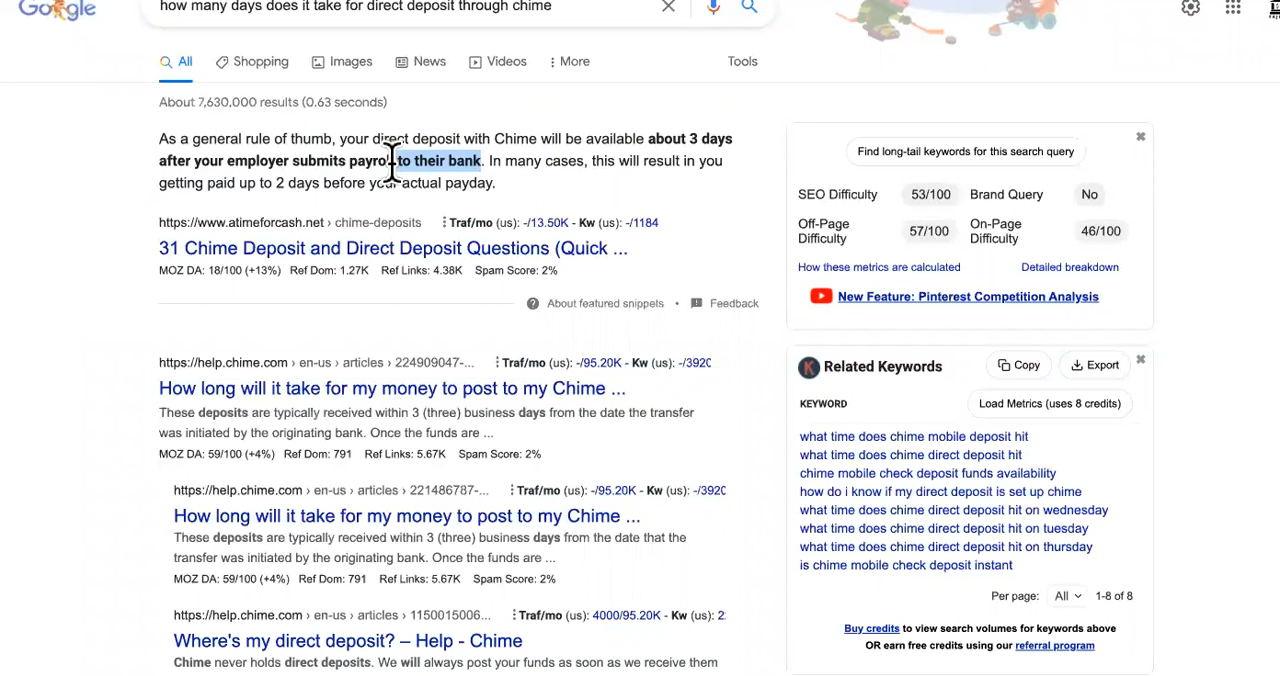 Google
how many days does it take for direct deposit through chime
All Shopping Images News Videos More Tools
About 7,630,000 results (0.63 seconds)
As a general rule of thumb, your direct deposit with Chime will be available about 3 days
after your employer submits payroll to their bank. In many cases, this will result in you
getting paid up to 2 days before your actual payday.
https://www.atimeforcash.net › chime-deposits Traf/mo (us): -/13.50K - Kw (us): -/1184
31 Chime Deposit and Direct Deposit Questions (Quick ...
MOZ DA: 18/100 (+13%) Ref Dom: 1.27K Ref Links: 4.38K Spam Score: 2%
About featured snippets • Feedback
https://help.chime.com › en-us › articles › 224909047-... Traf/mo (us): -/95.20K - Kw (us): -/3920
How long will it take for my money to post to my Chime ...
These deposits are typically received within 3 (three) business days from the date the transfer
was initiated by the originating bank. Once the funds are ...
MOZ DA: 59/100 (+4%) Ref Dom: 791 Ref Links: 5.67K Spam Score: 2%
https://help.chime.com › en-us › articles › 221486787-... Traf/mo (us): -/95.20K - Kw (us): -/3920
How long will it take for my money to post to my Chime ...
These deposits are typically received within 3 (three) business days from the date that the
transfer was initiated by the originating bank. Once the funds are ...
MOZ DA: 59/100 (+4%) Ref Dom: 791 Ref Links: 5.67K Spam Score: 2%
https://help.chime.com › en-us › articles › 1150015006... Traf/mo (us): 4000/95.20K - Kw (us): 2
Where's my direct deposit? – Help - Chime
Chime never holds direct deposits. We will always post your funds as soon as we receive them
Find long-tail keywords for this search query
SEO Difficulty 53/100 Brand Query No
Off-Page Difficulty 57/100 On-Page Difficulty 46/100
How these metrics are calculated Detailed breakdown
New Feature: Pinterest Competition Analysis
K Related Keywords Copy Export
KEYWORD Load Metrics (uses 8 credits)
what time does chime mobile deposit hit
what time does chime direct deposit hit
chime mobile check deposit funds availability
how do i know if my direct deposit is set up chime
what time does chime direct deposit hit on wednesday
what time does chime direct deposit hit on tuesday
what time does chime direct deposit hit on thursday
is chime mobile check deposit instant
Per page: All 1-8 of 8
Buy credits to view search volumes for keywords above
OR earn free credits using our referral program